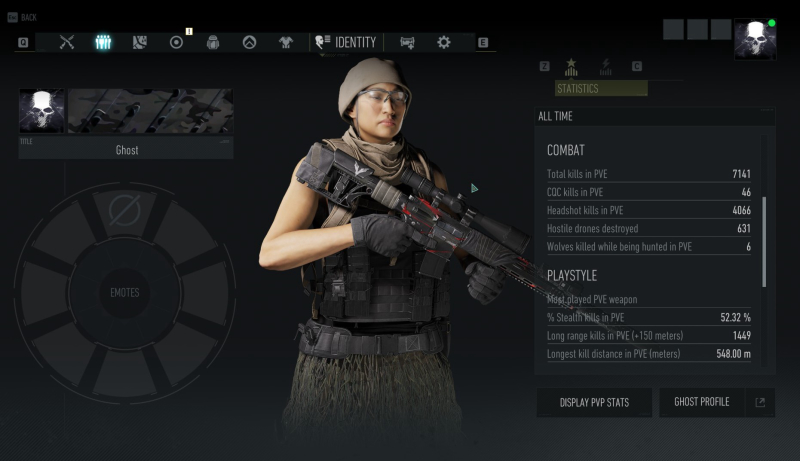 Esc BACK
Q
!
IDENTITY
E
Z
C
STATISTICS
TITLE
Ghost
EMOTES
ALL TIME
COMBAT
Total kills in PVE 7141
CQC kills in PVE 46
Headshot kills in PVE 4066
Hostile drones destroyed 631
Wolves killed while being hunted in PVE 6
PLAYSTYLE
Most played PVE weapon
% Stealth kills in PVE 52.32 %
Long range kills in PVE (+150 meters) 1449
Longest kill distance in PVE (meters) 548.00 m
DISPLAY PVP STATS
GHOST PROFILE